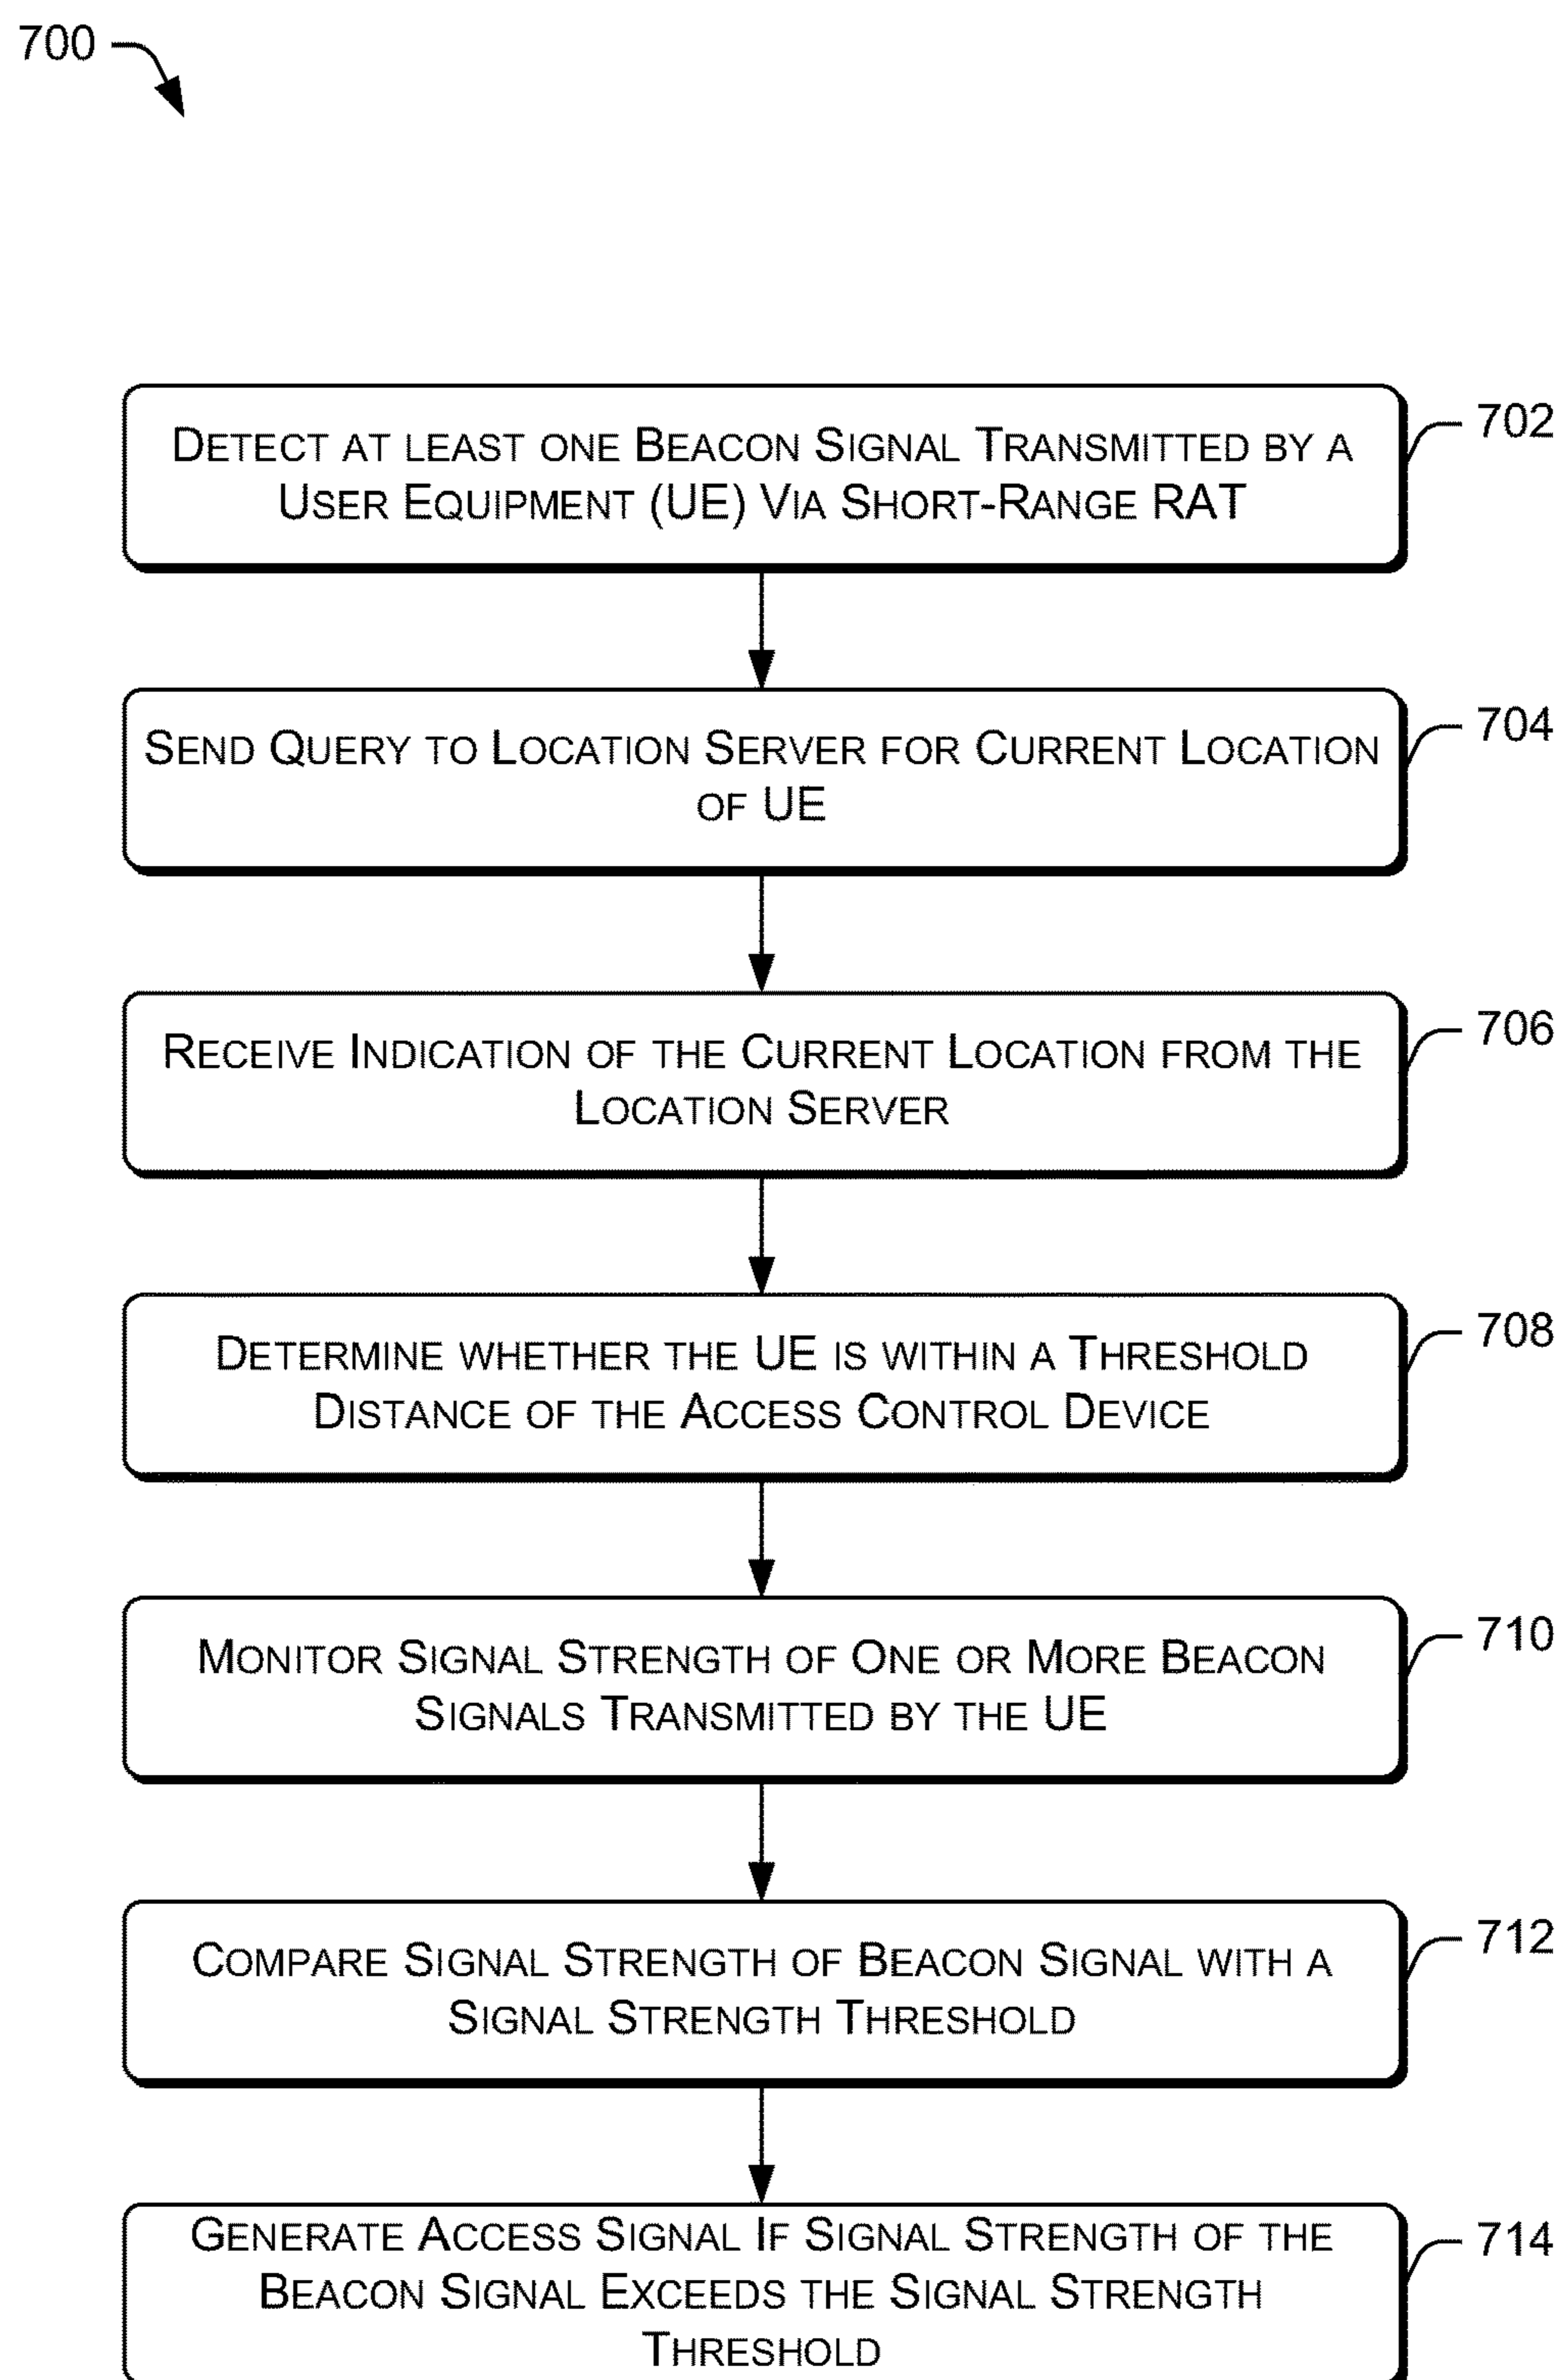 700
DETECT AT LEAST ONE BEACON SIGNAL TRANSMITTED BY A
USER EQUIPMENT (UE) VIA SHORT-RANGE RAT
702
SEND QUERY TO LOCATION SERVER FOR CURRENT LOCATION
OF UE
704
RECEIVE INDICATION OF THE CURRENT LOCATION FROM THE
LOCATION SERVER
706
DETERMINE WHETHER THE UE IS WITHIN A THRESHOLD
DISTANCE OF THE ACCESS CONTROL DEVICE
708
MONITOR SIGNAL STRENGTH OF ONE OR MORE BEACON
SIGNALS TRANSMITTED BY THE UE
710
COMPARE SIGNAL STRENGTH OF BEACON SIGNAL WITH A
SIGNAL STRENGTH THRESHOLD
712
GENERATE ACCESS SIGNAL IF SIGNAL STRENGTH OF THE
BEACON SIGNAL EXCEEDS THE SIGNAL STRENGTH
THRESHOLD
714